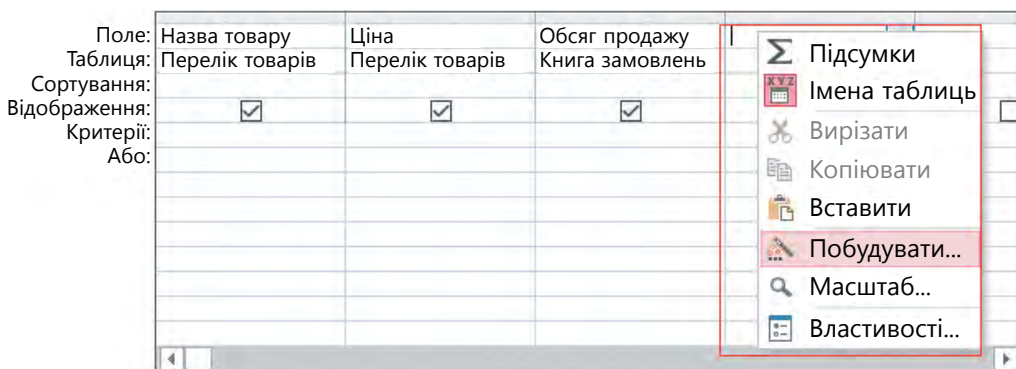 Поле: Назва товару Ціна Обсяг продажу
Таблиця: Перелік товарів Перелік товарів Книга замовлень
Сортування:
Відображення:
Критерії:
Або:
Підсумки
XYZ
Імена таблиць
Вирізати
Копіювати
Вставити
Побудувати...
Масштаб...
Властивості...